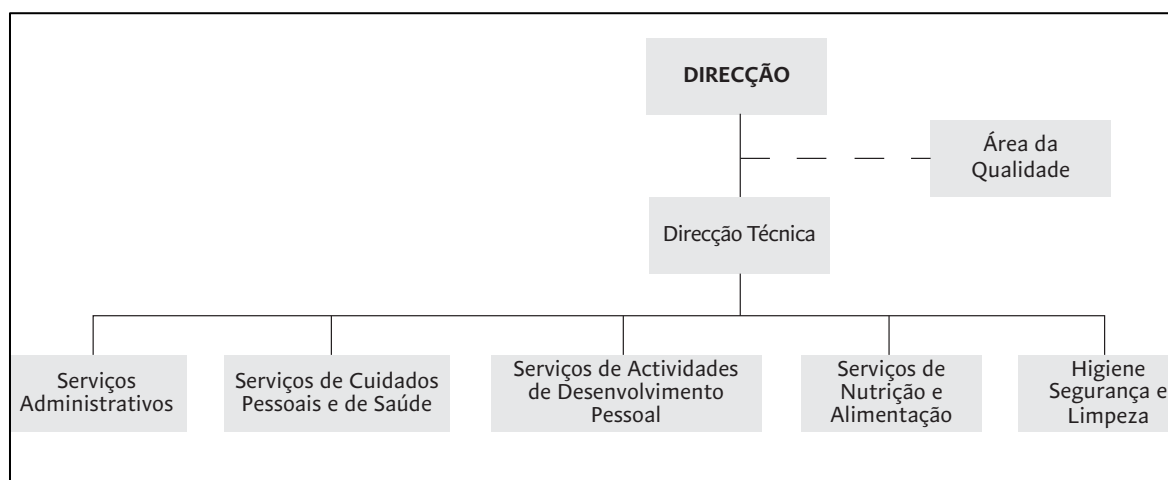 DIRECÇÃO
Área da
Qualidade
Direcção Técnica
Serviços
Administrativos
Serviços de Cuidados
Pessoais e de Saúde
Serviços de Actividades
de Desenvolvimento
Pessoal
Serviços de
Nutrição e
Alimentação
Higiene
Segurança e
Limpeza